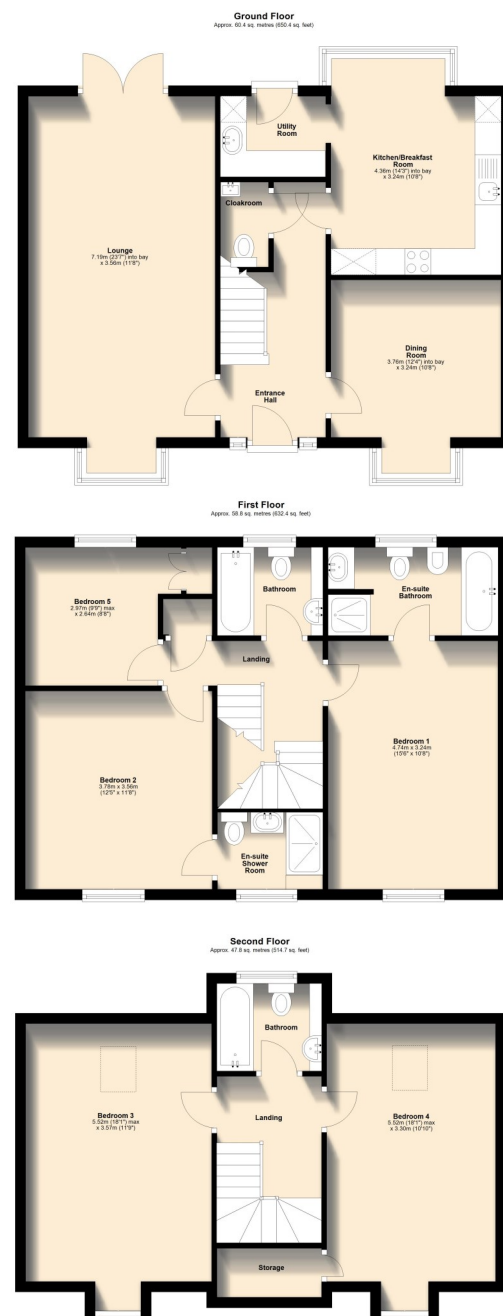 Ground Floor
Approx. 60.4 sq. metres (650.4 sq. feet)
Utility
Room
Kitchen/Breakfast
Room
4.36m (14'3") into bay
x 3.24m (10'8")
Cloakroom
Lounge
7.19m (23'7") into bay
x 3.56m (11'8")
Dining
Room
3.76m (12'4") into bay
x 3.24m (10'8")
Entrance
Hall
First Floor
Approx. 58.8 sq. metres (632.4 sq. feet)
Bedroom 5
2.97m (9'9") max
x 2.64m (8'8")
Bathroom
En-suite
Bathroom
Landing
Bedroom 1
4.74m x 3.24m
(15'6" x 10'8")
Bedroom 2
3.78m x 3.56m
(12'5" x 11'8")
En-suite
Shower
Room
Second Floor
Approx. 47.8 sq. metres (514.7 sq. feet)
Bathroom
Bedroom 3
5.52m (18'1") max
x 3.57m (11'9")
Landing
Bedroom 4
5.52m (18'1") max
x 3.30m (10'10")
Storage